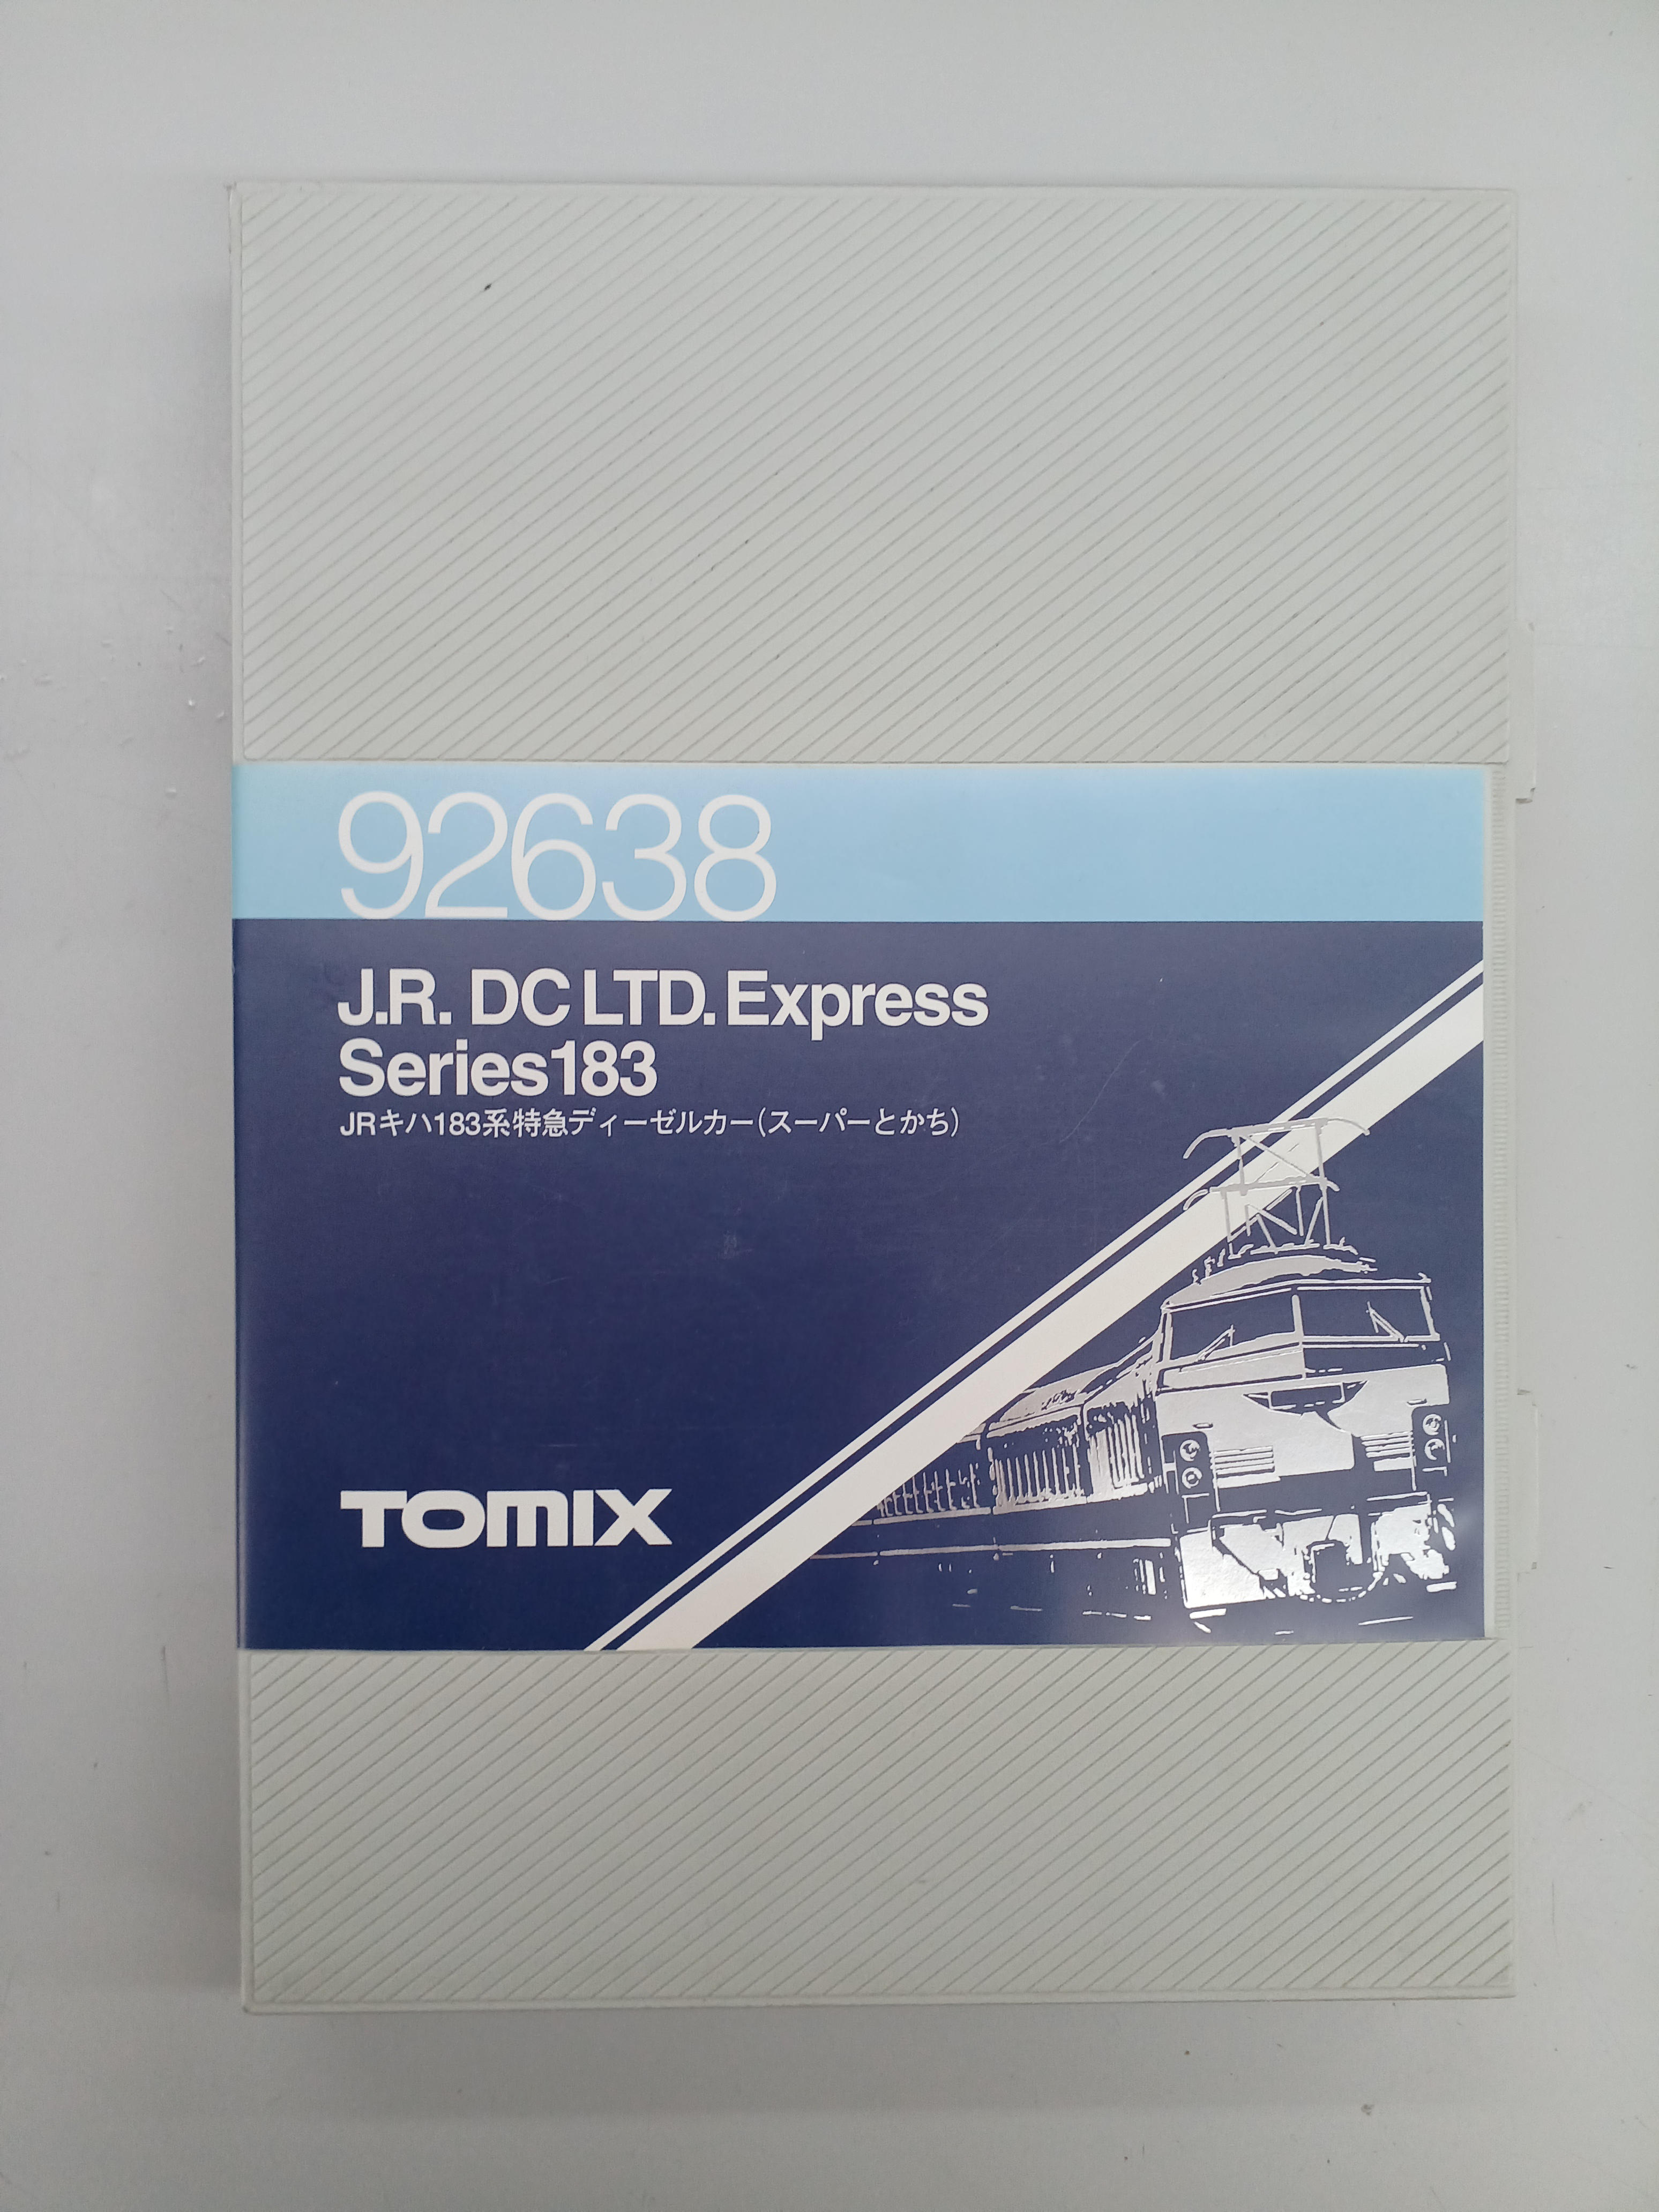 92638
J.R. DC LTD. Express
Series183
JRキハ183系特急ディーゼルカー(スーパーとかち)
TOMIX